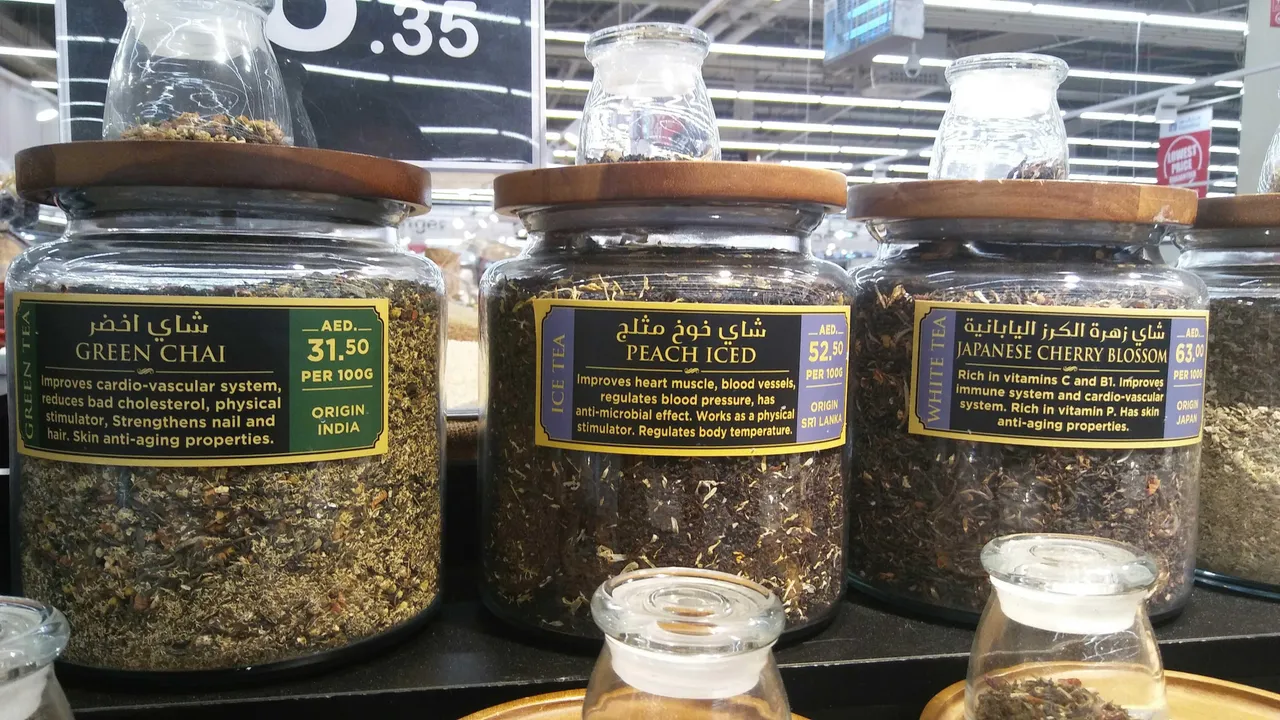 .35
LOWEST
PRICE
GREEN TEA
شاي اخضر
GREEN CHAI
Improves cardio-vascular system,
reduces bad cholesterol, physical
stimulator, Strengthens nail and
hair. Skin anti-aging properties.
AED.
31.50
PER 100G
ORIGIN
INDIA
ICE TEA
شاي خوخ مثلج
PEACH ICED
Improves heart muscle, blood vessels,
regulates blood pressure, has
anti-microbial effect. Works as a physical
stimulator. Regulates body temperature.
AED.
52.50
PER 100G
ORIGIN
SRI LANKA
WHITE TEA
شاي زهرة الكرز اليابانية
JAPANESE CHERRY BLOSSOM
Rich in vitamins C and B1. Improves
immune system and cardio-vascular
system. Rich in vitamin P. Has skin
anti-aging properties.
AED.
63.00
PER 100G
ORIGIN
JAPAN